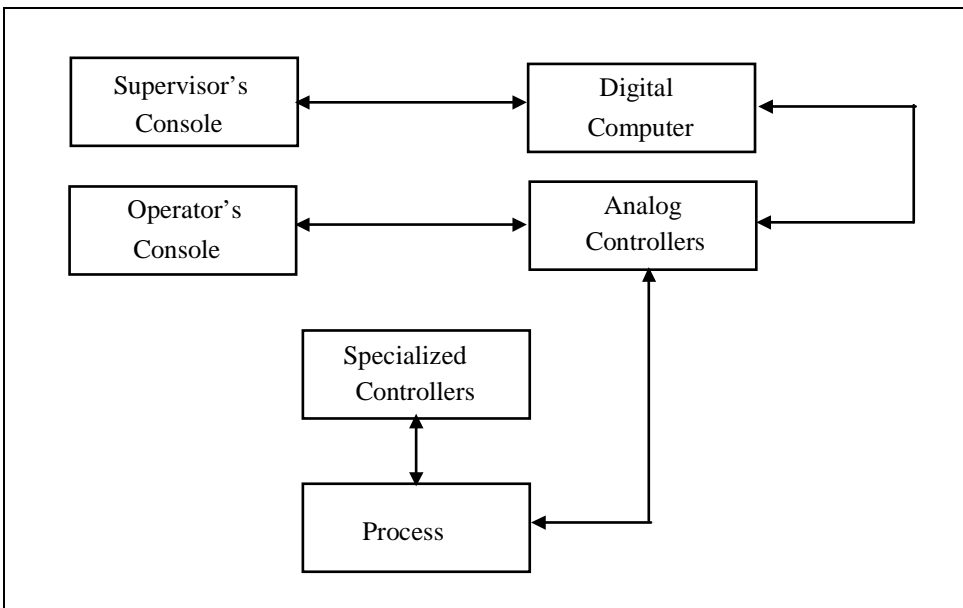 Supervisor’s
Console
Digital
Computer
Operator’s
Console
Analog
Controllers
Specialized
Controllers
Process